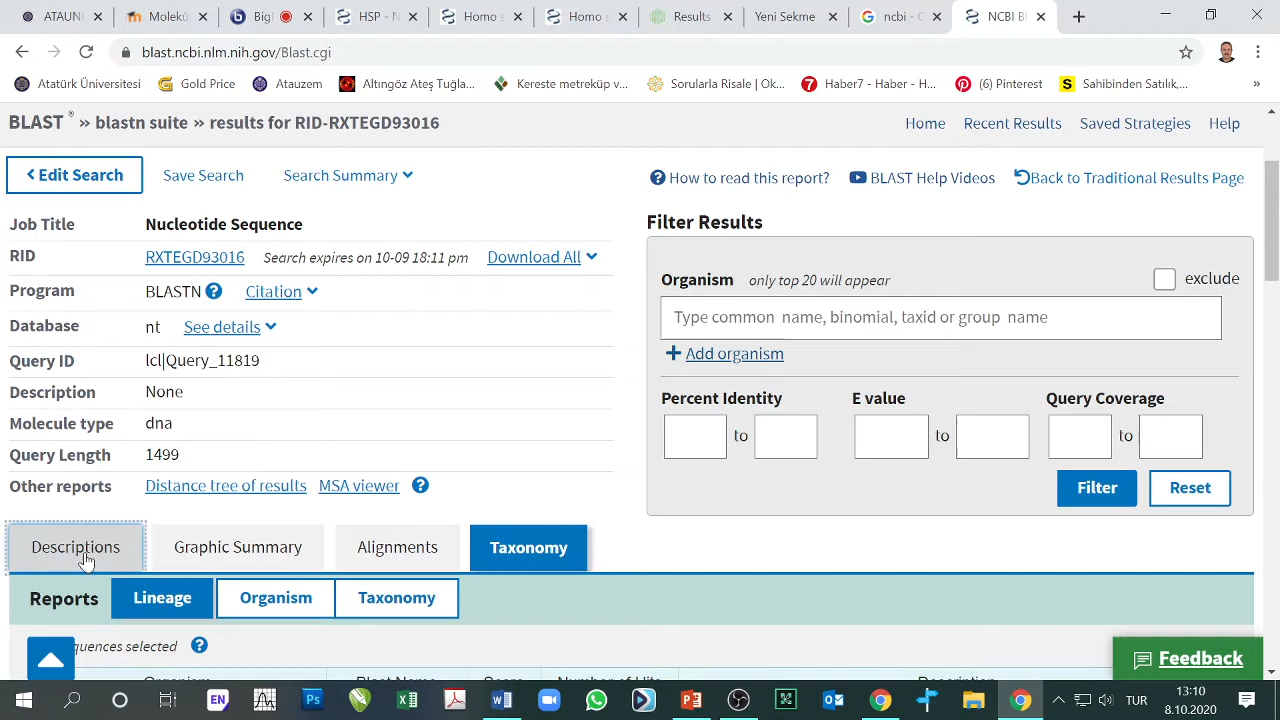 ATAUNI
Molekü
Bigi
HSP - N
Homo s
Homo s
Results
Yeni Sekme
ncbi - G
NCBI Bl
blast.ncbi.nlm.nih.gov/Blast.cgi
Atatürk Üniversitesi
Gold Price
Atauzem
Altıngöz Ateş Tuğla...
Kereste metreküp v...
Sorularla Risale | Ok...
Haber7 - Haber - H...
(6) Pinterest
Sahibinden Satılık,...
»
BLAST ® » blastn suite » results for RID-RXTEGD93016
Home Recent Results Saved Strategies Help
Edit Search
Save Search
Search Summary
How to read this report?
BLAST Help Videos
Back to Traditional Results Page
Job Title Nucleotide Sequence
RID RXTEGD93016 Search expires on 10-09 18:11 pm Download All
Program BLASTN ? Citation
Database nt See details
Query ID lcl|Query_11819
Description None
Molecule type dna
Query Length 1499
Other reports Distance tree of results MSA viewer ?
Filter Results
Organism only top 20 will appear exclude
Type common name, binomial, taxid or group name
+ Add organism
Percent Identity E value Query Coverage
to to to
Filter Reset
Descriptions Graphic Summary Alignments Taxonomy
Reports Lineage Organism Taxonomy
quences selected ?
Organism Blast Name Score Number of Hits Description
Feedback
EN
Ps
TUR
13:10
8.10.2020